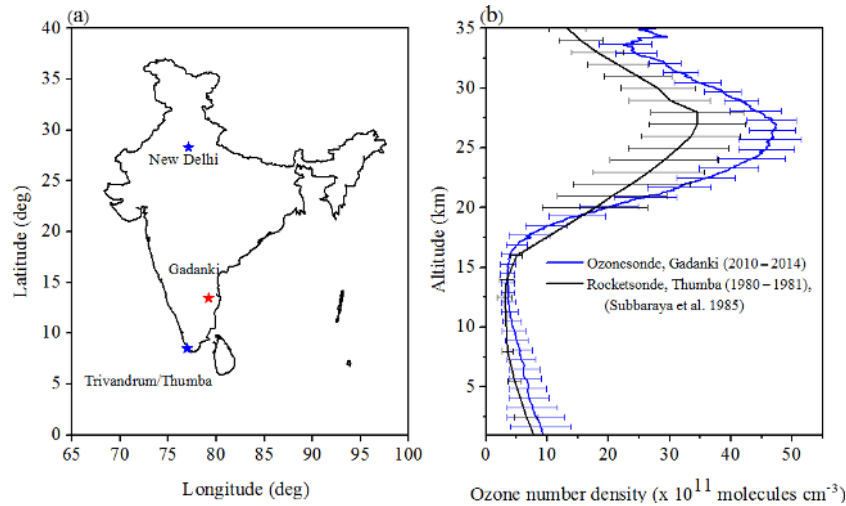 (a)
40
35
30
25
20
15
10
5
0
Latitude (deg)
New Delhi
Gadanki
Trivandrum/Thumba
65 70 75 80 85 90 95 100
Longitude (deg)
(b)
35
30
25
20
15
10
5
Altitude (km)
Ozonesonde, Gadanki (2010–2014)
Rocketsonde, Thumba (1980–1981),
(Subbaraya et al. 1985)
0 10 20 30 40 50
Ozone number density (x 10¹¹ molecules cm⁻³)